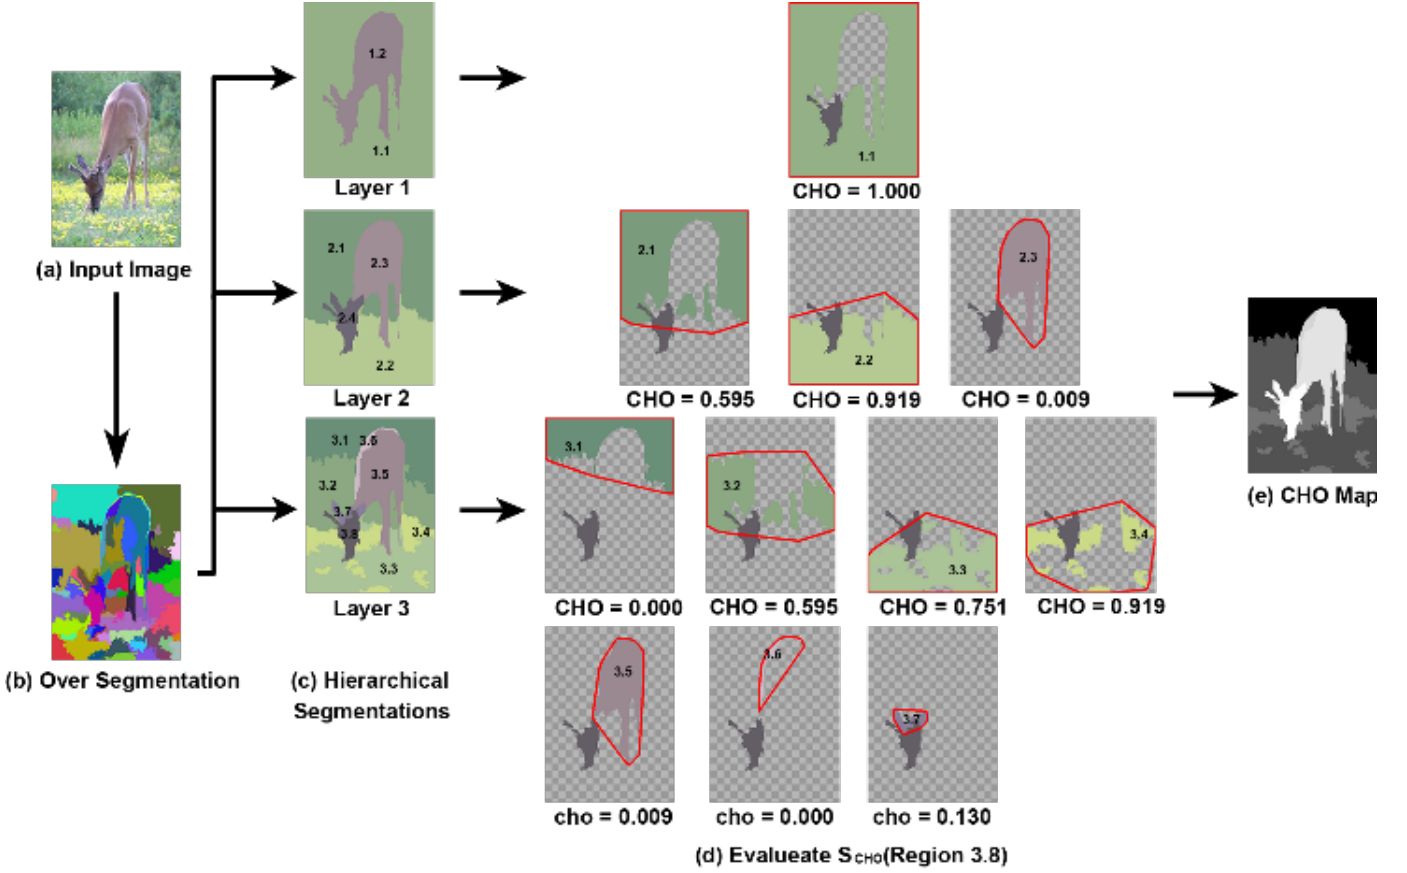 1.2
1.1
Layer 1
1.1
CHO = 1.000
(a) Input Image
2.1
2.3
2.4
2.2
Layer 2
2.1
CHO = 0.595
2.2
CHO = 0.919
2.3
CHO = 0.009
3.1 3.6
3.5
3.2
3.7
3.8
3.4
3.3
Layer 3
3.1
CHO = 0.000
3.2
CHO = 0.595
3.3
CHO = 0.751
3.4
CHO = 0.919
(e) CHO Map
(b) Over Segmentation
(c) Hierarchical
Segmentations
3.5
cho = 0.009
3.6
cho = 0.000
3.7
cho = 0.130
(d) Evalueate SCHO(Region 3.8)